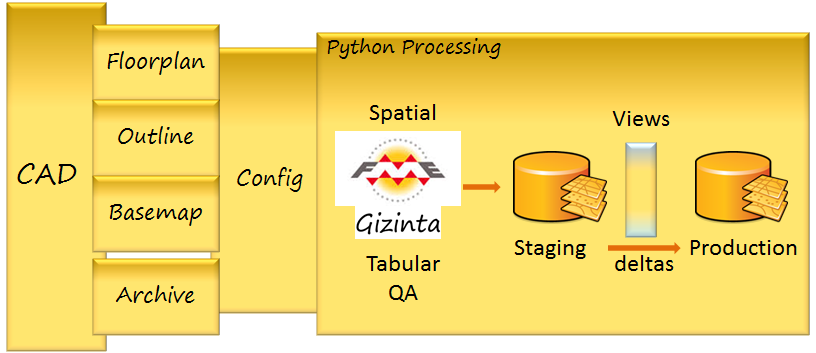 CAD
Floorplan
Outline
Basemap
Archive
Config
Python Processing
Spatial
FME
Gizinta
Tabular
QA
Staging
Views
deltas
Production